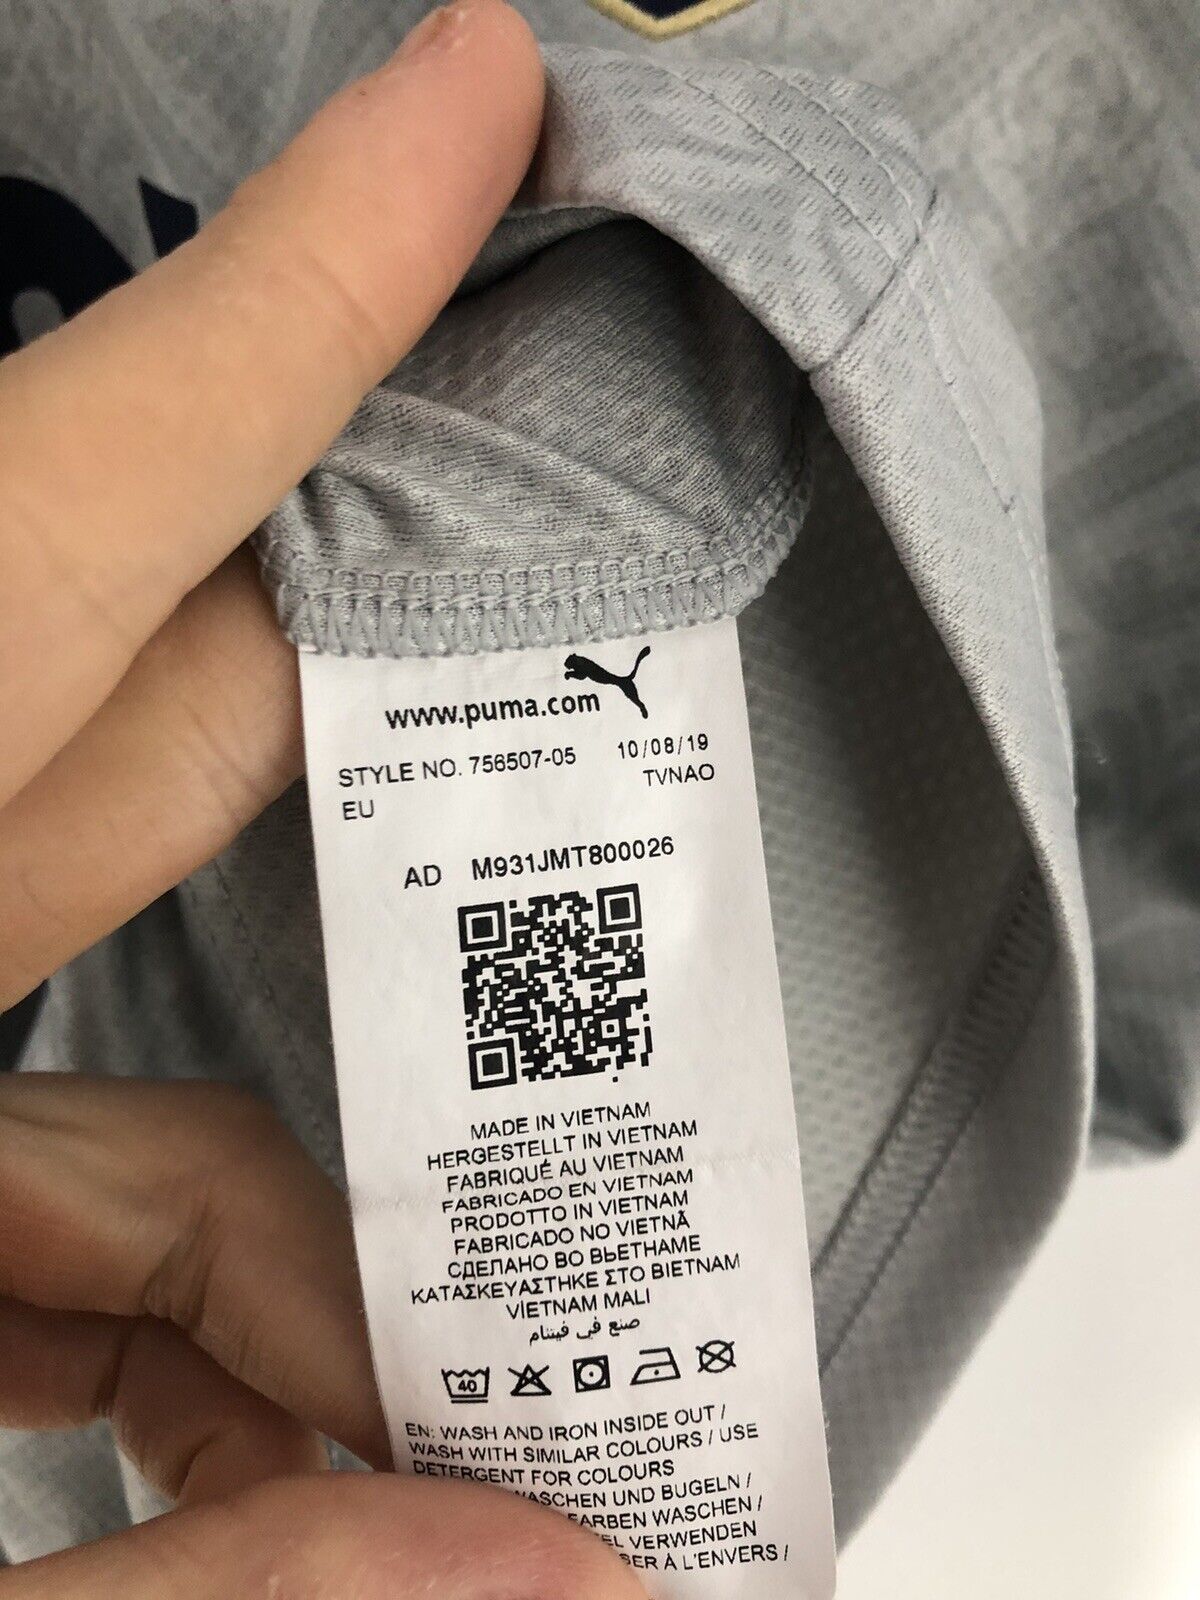 www.puma.com
STYLE NO. 756507-05 10/08/19
EU TVNAO
AD M931JMT800026
MADE IN VIETNAM
HERGESTELLT IN VIETNAM
FABRIQUÉ AU VIETNAM
FABRICADO EN VIETNAM
PRODOTTO IN VIETNAM
FABRICADO NO VIETNÃ
СДЕЛАНО ВО ВЬЕТНАМЕ
ΚΑΤΑΣΚΕΥΑΣΤΗΚΕ ΣΤΟ ΒΙΕΤΝΑΜ
VİETNAM MALI
صنع في فيتنام
40
EN: WASH AND IRON INSIDE OUT /
WASH WITH SIMILAR COLOURS / USE
DETERGENT FOR COLOURS
WASCHEN UND BUGELN /
FARBEN WASCHEN /
VERWENDEN
À L'ENVERS /